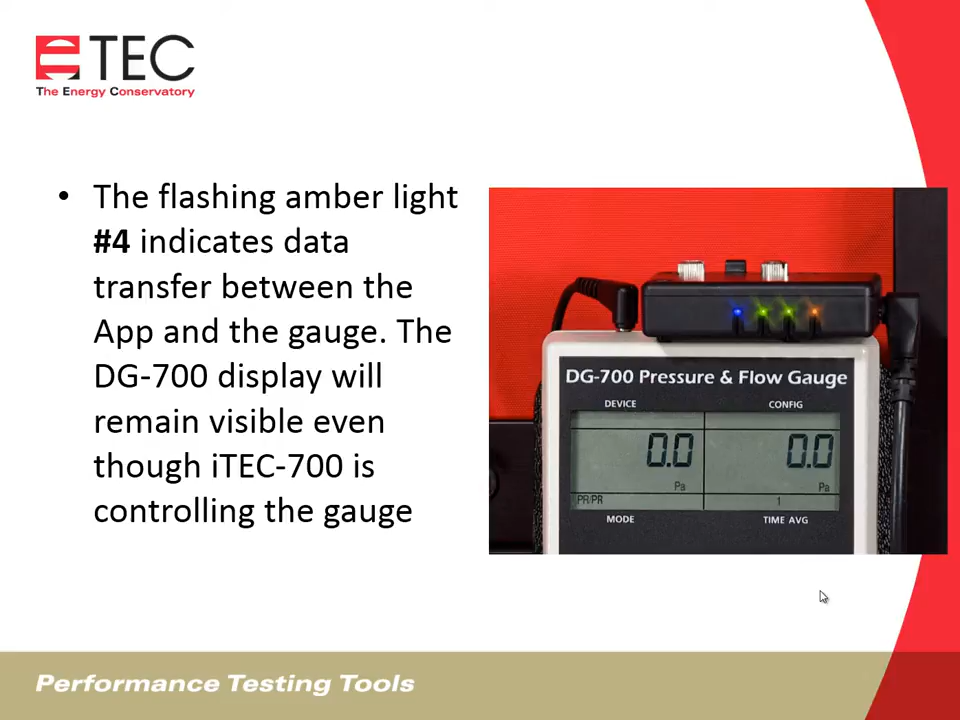 TEC
The Energy Conservatory
• The flashing amber light
#4 indicates data
transfer between the
App and the gauge. The
DG-700 display will
remain visible even
though iTEC-700 is
controlling the gauge
DG-700 Pressure & Flow Gauge
DEVICE CONFIG
0.0 0.0
Pa Pa
PR/PR 1
MODE TIME AVG
Performance Testing Tools